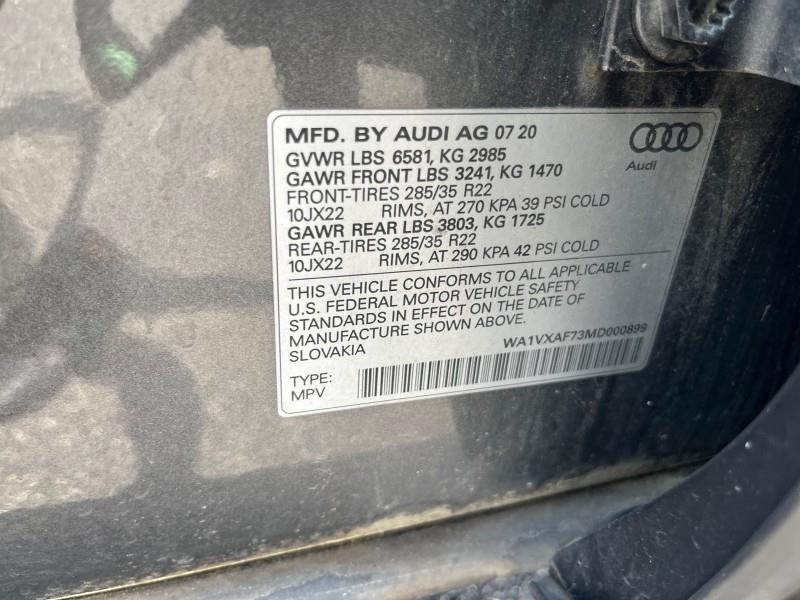 MFD. BY AUDI AG 07 20
GVWR LBS 6581, KG 2985
GAWR FRONT LBS 3241, KG 1470
FRONT-TIRES 285/35 R22
10JX22 RIMS, AT 270 KPA 39 PSI COLD
GAWR REAR LBS 3803, KG 1725
REAR-TIRES 285/35 R22
10JX22 RIMS, AT 290 KPA 42 PSI COLD
Audi
THIS VEHICLE CONFORMS TO ALL APPLICABLE
U.S. FEDERAL MOTOR VEHICLE SAFETY
STANDARDS IN EFFECT ON THE DATE OF
MANUFACTURE SHOWN ABOVE.
SLOVAKIA
WA1VXAF73MD000899
TYPE:
MPV